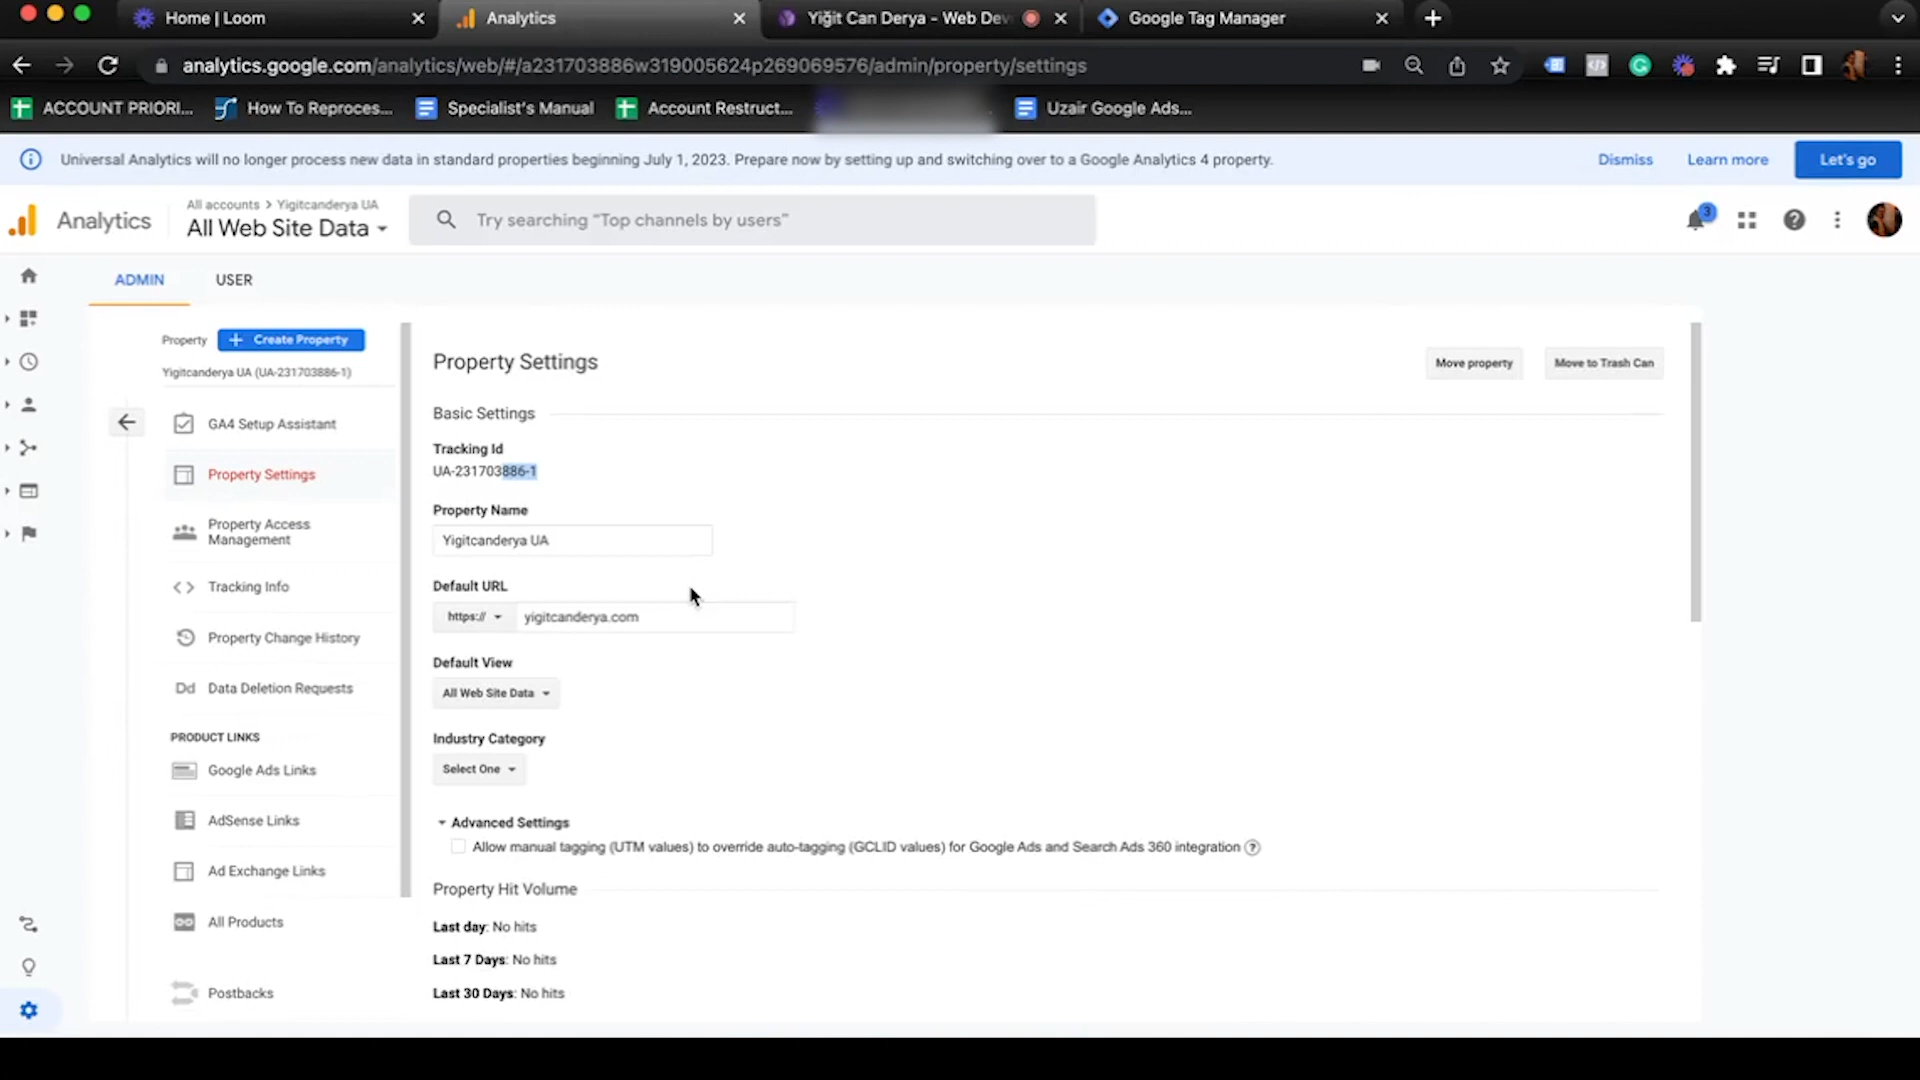 Home | Loom
Analytics
Yiğit Can Derya - Web Dev
Google Tag Manager
analytics.google.com/analytics/web/#/a231703886w319005624p269069576/admin/property/settings
ACCOUNT PRIORI...
How To Reproces...
Specialist's Manual
Account Restruct...
Uzair Google Ads...
Universal Analytics will no longer process new data in standard properties beginning July 1, 2023. Prepare now by setting up and switching over to a Google Analytics 4 property.
Dismiss
Learn more
Let's go
Analytics
All accounts > Yigitcanderya UA
All Web Site Data
Try searching “Top channels by users”
3
ADMIN
USER
Property
+ Create Property
Yigitcanderya UA (UA-231703886-1)
GA4 Setup Assistant
Property Settings
Property Access
Management
Tracking Info
Property Change History
Dd Data Deletion Requests
PRODUCT LINKS
Google Ads Links
AdSense Links
Ad Exchange Links
All Products
Postbacks
Property Settings
Move property
Move to Trash Can
Basic Settings
Tracking Id
UA-231703886-1
Property Name
Yigitcanderya UA
Default URL
https://
yigitcanderya.com
Default View
All Web Site Data
Industry Category
Select One
Advanced Settings
Allow manual tagging (UTM values) to override auto-tagging (GCLID values) for Google Ads and Search Ads 360 integration
Property Hit Volume
Last day: No hits
Last 7 Days: No hits
Last 30 Days: No hits